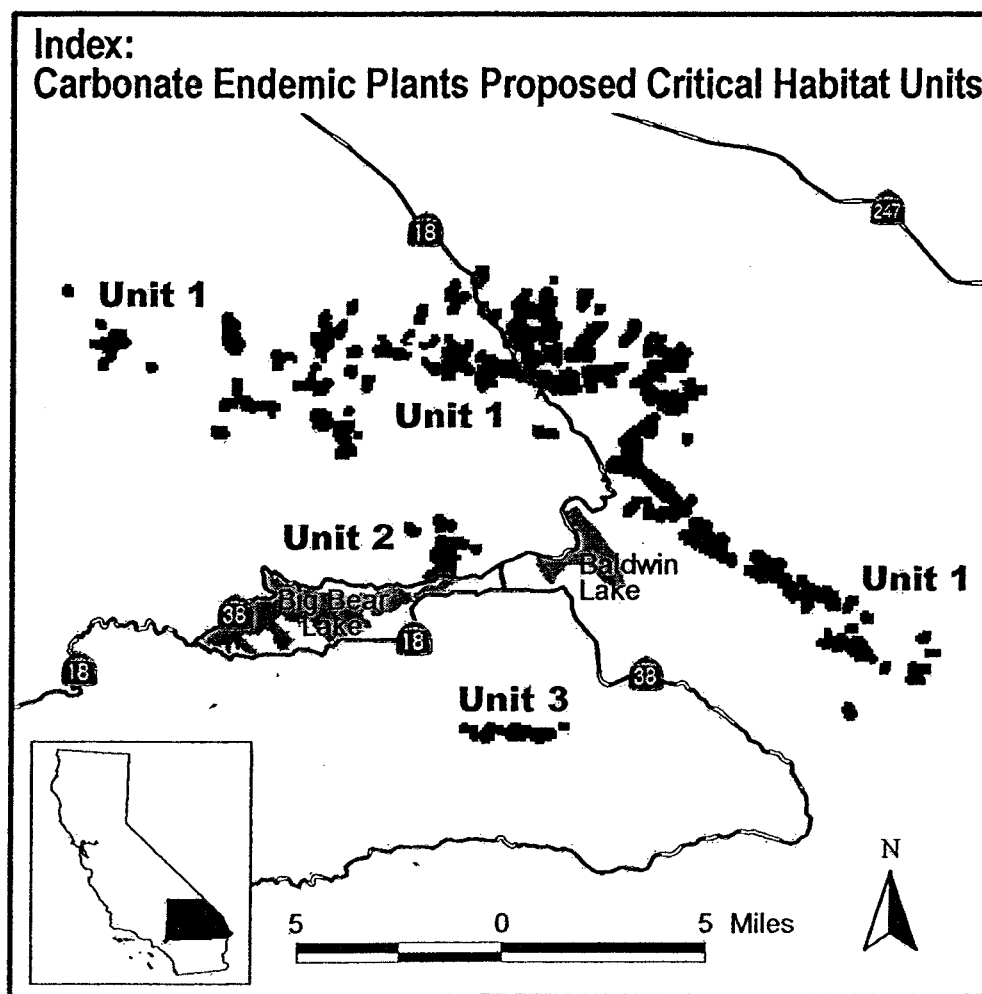 Index:
Carbonate Endemic Plants Proposed Critical Habitat Units
247
18
Unit 1
Unit 1
Unit 2
Baldwin
Lake
Unit 1
Big Bear
Lake
38
18
18
38
Unit 3
N
5 0 5 Miles